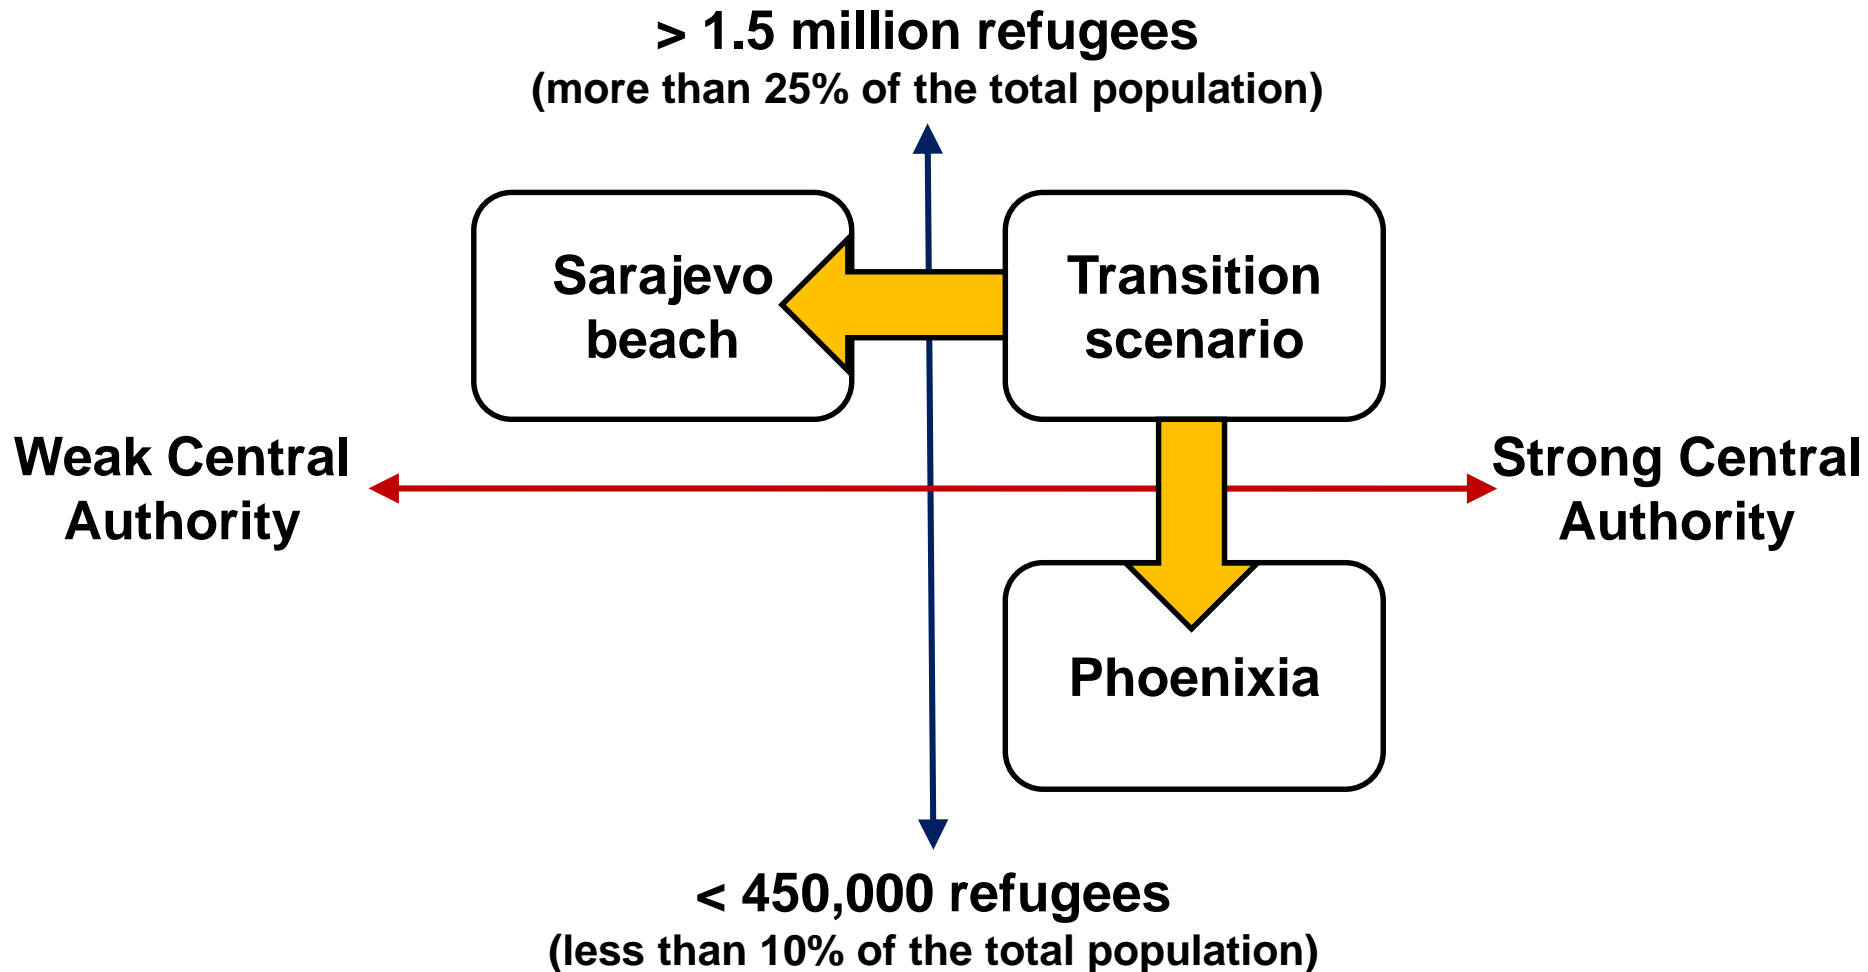 > 1.5 million refugees
(more than 25% of the total population)
Sarajevo
beach
Transition
scenario
Weak Central
Authority
Strong Central
Authority
Phoenixia
< 450,000 refugees
(less than 10% of the total population)